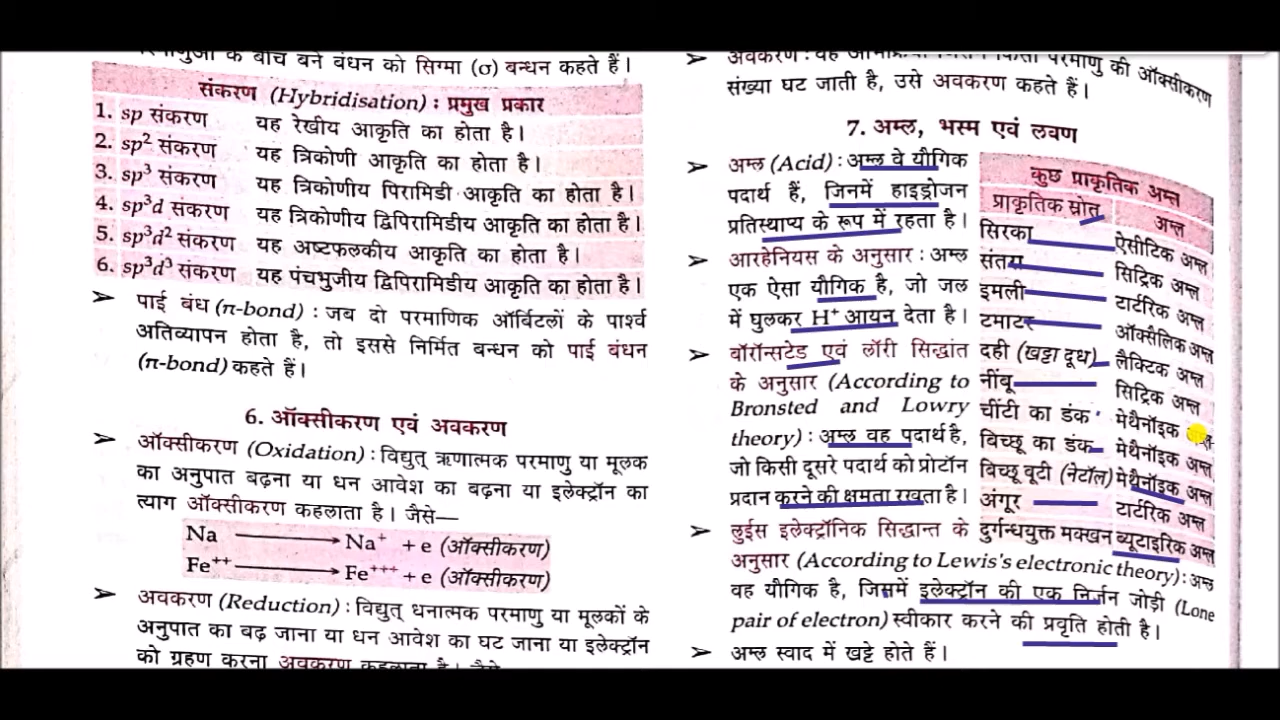 के बीच बने बंधन को सिग्मा (σ) बन्धन कहते हैं।
संकरण (Hybridisation) : प्रमुख प्रकार
1. sp संकरण यह रेखीय आकृति का होता है।
2. sp² संकरण यह त्रिकोणी आकृति का होता है।
3. sp³ संकरण यह त्रिकोणीय पिरामिडी आकृति का होता है।
4. sp³d संकरण यह त्रिकोणीय द्विपिरामिडीय आकृति का होता है।
5. sp³d² संकरण यह अष्टफलकीय आकृति का होता है।
6. sp³d³ संकरण यह पंचभुजीय द्विपिरामिडीय आकृति का होता है।
➢ पाई बंध (π-bond) : जब दो परमाणिक ऑर्बिटलों के पार्श्व
अतिव्यापन होता है, तो इससे निर्मित बन्धन को पाई बंधन
(π-bond) कहते हैं।
6. ऑक्सीकरण एवं अवकरण
➢ ऑक्सीकरण (Oxidation) : विद्युत् ऋणात्मक परमाणु या मूलक
का अनुपात बढ़ना या धन आवेश का बढ़ना या इलेक्ट्रॉन का
त्याग ऑक्सीकरण कहलाता है। जैसे—
Na ⟶ Na⁺ + e (ऑक्सीकरण)
Fe⁺⁺ ⟶ Fe⁺⁺⁺ + e (ऑक्सीकरण)
➢ अवकरण (Reduction) : विद्युत् धनात्मक परमाणु या मूलकों के
अनुपात का बढ़ जाना या धन आवेश का घट जाना या इलेक्ट्रॉन
को ग्रहण करना अवकरण कहलाता है। जैसे
➢ अवकरण : वह परमाणु की ऑक्सीकरण
संख्या घट जाती है, उसे अवकरण कहते हैं।
7. अम्ल, भस्म एवं लवण
➢ अम्ल (Acid) : अम्ल वे यौगिक
पदार्थ हैं, जिनमें हाइड्रोजन
प्रतिस्थाप्य के रूप में रहता है।
➢ आरहेनियस के अनुसार : अम्ल
एक ऐसा यौगिक है, जो जल
में घुलकर H⁺ आयन देता है।
➢ बॉरॉन्सटेड एवं लॉरी सिद्धांत
के अनुसार (According to
Bronsted and Lowry
theory) : अम्ल वह पदार्थ है,
जो किसी दूसरे पदार्थ को प्रोटॉन
प्रदान करने की क्षमता रखता है।
कुछ प्राकृतिक अम्ल
प्राकृतिक स्रोत अम्ल
सिरका ऐसीटिक अम्ल
संतरा सिट्रिक अम्ल
इमली टार्टरिक अम्ल
टमाटर ऑक्सैलिक अम्ल
दही (खट्टा दूध) लैक्टिक अम्ल
नींबू सिट्रिक अम्ल
चींटी का डंक मेथैनॉइक अम्ल
बिच्छू का डंक मेथैनॉइक अम्ल
बिच्छू बूटी (नेटॉल) मेथैनॉइक अम्ल
अंगूर टार्टरिक अम्ल
दुर्गन्धयुक्त मक्खन ब्यूटाइरिक अम्ल
➢ लुईस इलेक्ट्रॉनिक सिद्धान्त के
अनुसार (According to Lewis's electronic theory) : अम्ल
वह यौगिक है, जिसमें इलेक्ट्रॉन की एक निर्जन जोड़ी (Lone
pair of electron) स्वीकार करने की प्रवृति होती है।
➢ अम्ल स्वाद में खट्टे होते हैं।